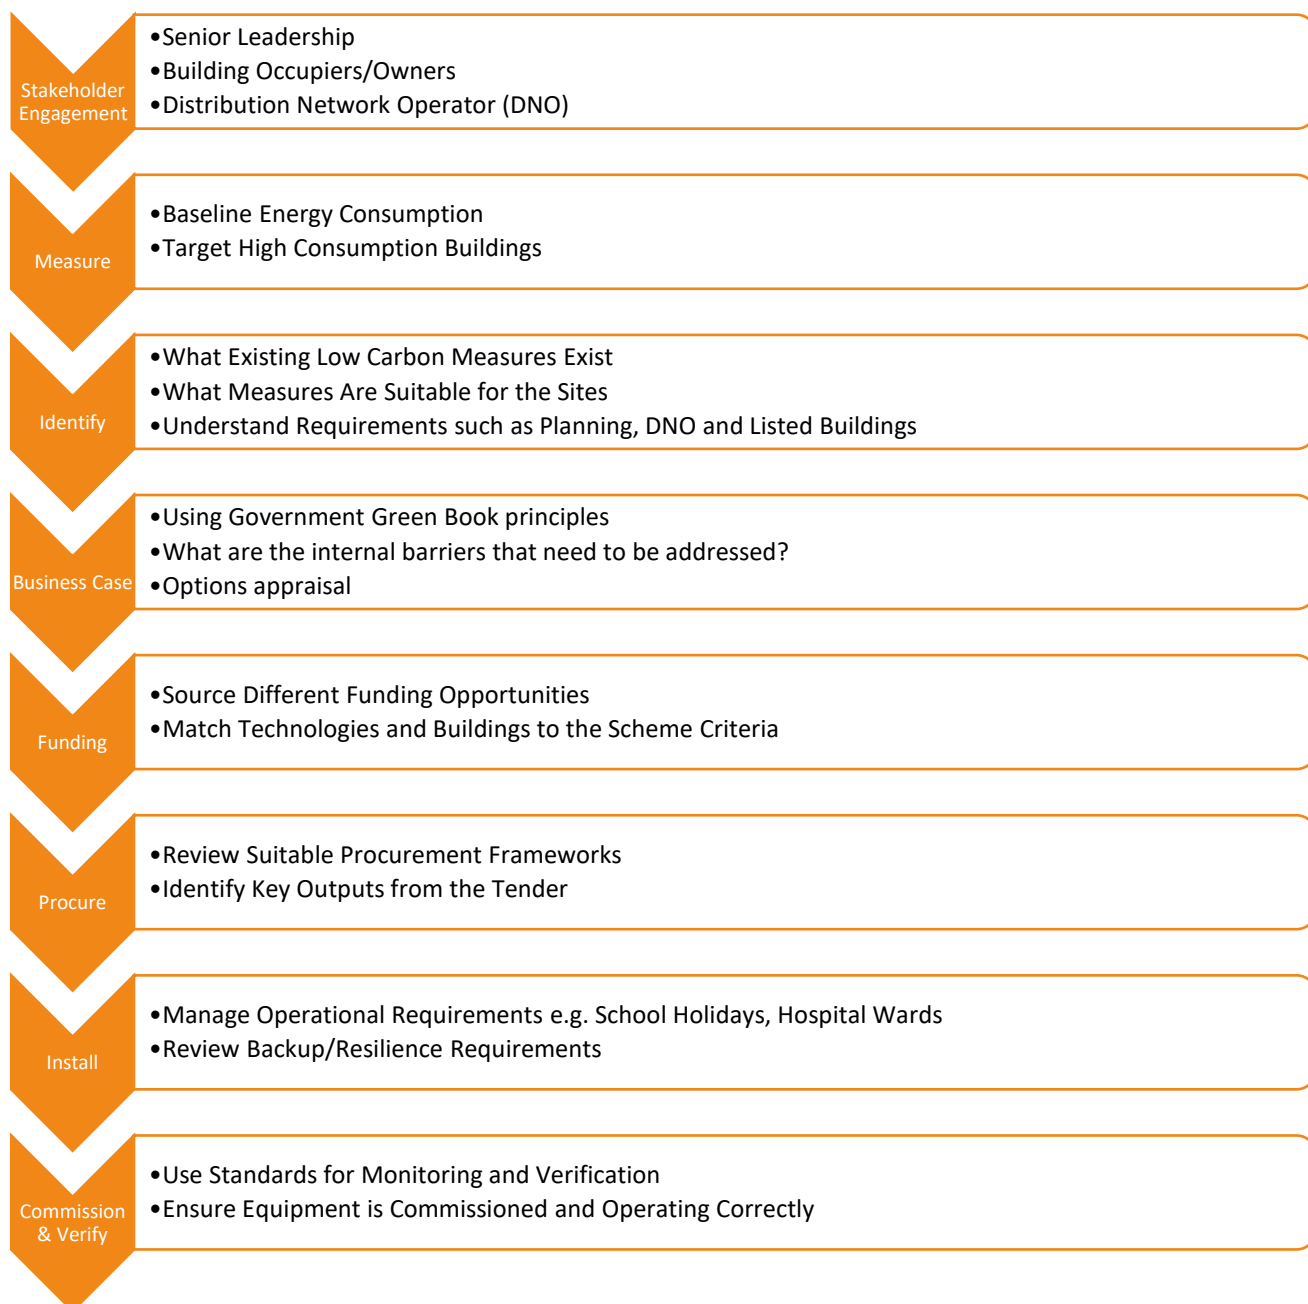 Stakeholder
Engagement
•Senior Leadership
•Building Occupiers/Owners
•Distribution Network Operator (DNO)
Measure
•Baseline Energy Consumption
•Target High Consumption Buildings
Identify
•What Existing Low Carbon Measures Exist
•What Measures Are Suitable for the Sites
•Understand Requirements such as Planning, DNO and Listed Buildings
Business Case
•Using Government Green Book principles
•What are the internal barriers that need to be addressed?
•Options appraisal
Funding
•Source Different Funding Opportunities
•Match Technologies and Buildings to the Scheme Criteria
Procure
•Review Suitable Procurement Frameworks
•Identify Key Outputs from the Tender
Install
•Manage Operational Requirements e.g. School Holidays, Hospital Wards
•Review Backup/Resilience Requirements
Commission
& Verify
•Use Standards for Monitoring and Verification
•Ensure Equipment is Commissioned and Operating Correctly